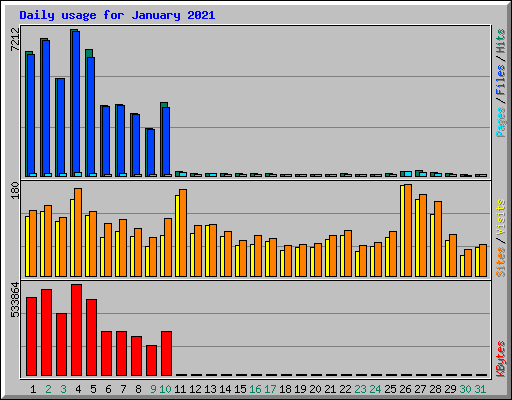 Daily usage for January 2021
7212
180
533864
Pages / Files / Hits
Sites / Visits
KBytes
1 2 3 4 5 6 7 8 9 10 11 12 13 14 15 16 17 18 19 20 21 22 23 24 25 26 27 28 29 30 31